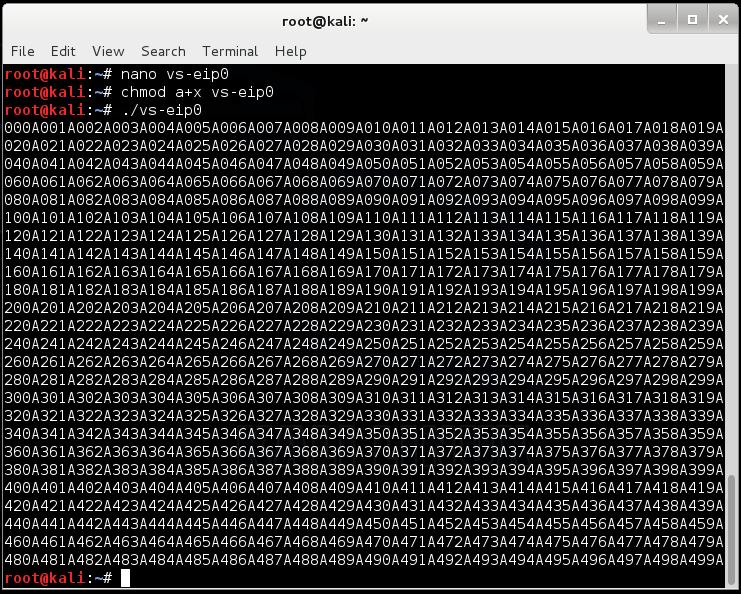 root@kali: ~
File Edit View Search Terminal Help
root@kali:~# nano vs-eip0
root@kali:~# chmod a+x vs-eip0
root@kali:~# ./vs-eip0
000A001A002A003A004A005A006A007A008A009A010A011A012A013A014A015A016A017A018A019A
020A021A022A023A024A025A026A027A028A029A030A031A032A033A034A035A036A037A038A039A
040A041A042A043A044A045A046A047A048A049A050A051A052A053A054A055A056A057A058A059A
060A061A062A063A064A065A066A067A068A069A070A071A072A073A074A075A076A077A078A079A
080A081A082A083A084A085A086A087A088A089A090A091A092A093A094A095A096A097A098A099A
100A101A102A103A104A105A106A107A108A109A110A111A112A113A114A115A116A117A118A119A
120A121A122A123A124A125A126A127A128A129A130A131A132A133A134A135A136A137A138A139A
140A141A142A143A144A145A146A147A148A149A150A151A152A153A154A155A156A157A158A159A
160A161A162A163A164A165A166A167A168A169A170A171A172A173A174A175A176A177A178A179A
180A181A182A183A184A185A186A187A188A189A190A191A192A193A194A195A196A197A198A199A
200A201A202A203A204A205A206A207A208A209A210A211A212A213A214A215A216A217A218A219A
220A221A222A223A224A225A226A227A228A229A230A231A232A233A234A235A236A237A238A239A
240A241A242A243A244A245A246A247A248A249A250A251A252A253A254A255A256A257A258A259A
260A261A262A263A264A265A266A267A268A269A270A271A272A273A274A275A276A277A278A279A
280A281A282A283A284A285A286A287A288A289A290A291A292A293A294A295A296A297A298A299A
300A301A302A303A304A305A306A307A308A309A310A311A312A313A314A315A316A317A318A319A
320A321A322A323A324A325A326A327A328A329A330A331A332A333A334A335A336A337A338A339A
340A341A342A343A344A345A346A347A348A349A350A351A352A353A354A355A356A357A358A359A
360A361A362A363A364A365A366A367A368A369A370A371A372A373A374A375A376A377A378A379A
380A381A382A383A384A385A386A387A388A389A390A391A392A393A394A395A396A397A398A399A
400A401A402A403A404A405A406A407A408A409A410A411A412A413A414A415A416A417A418A419A
420A421A422A423A424A425A426A427A428A429A430A431A432A433A434A435A436A437A438A439A
440A441A442A443A444A445A446A447A448A449A450A451A452A453A454A455A456A457A458A459A
460A461A462A463A464A465A466A467A468A469A470A471A472A473A474A475A476A477A478A479A
480A481A482A483A484A485A486A487A488A489A490A491A492A493A494A495A496A497A498A499A
root@kali:~#